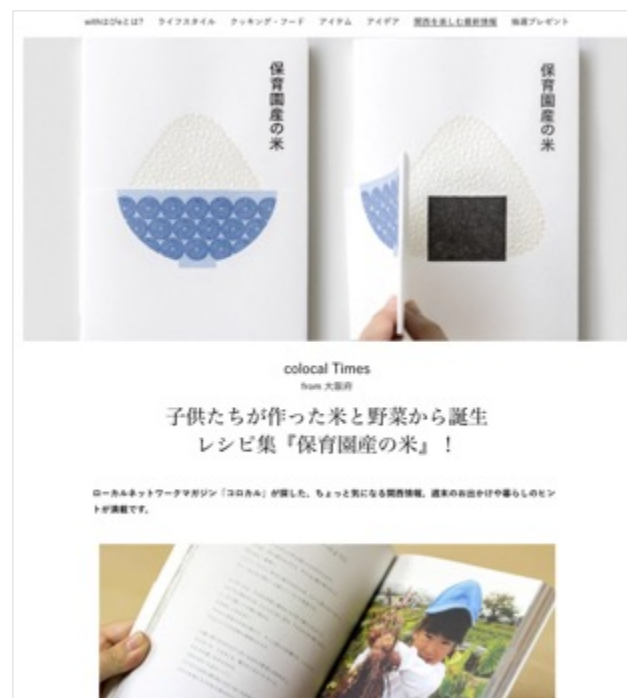 withはぴeとは? ライフスタイル クッキング・フード アイテム アイデア 関西を楽しむ最新情報 抽選プレゼント
保育園産の米
保育園産の米
colocal Times
from 大阪府
子供たちが作った米と野菜から誕生
レシピ集『保育園産の米』!
ローカルネットワークマガジン「コロカル」が探した、ちょっと気になる関西情報。週末のお出かけや暮らしのヒン
トが満載です。